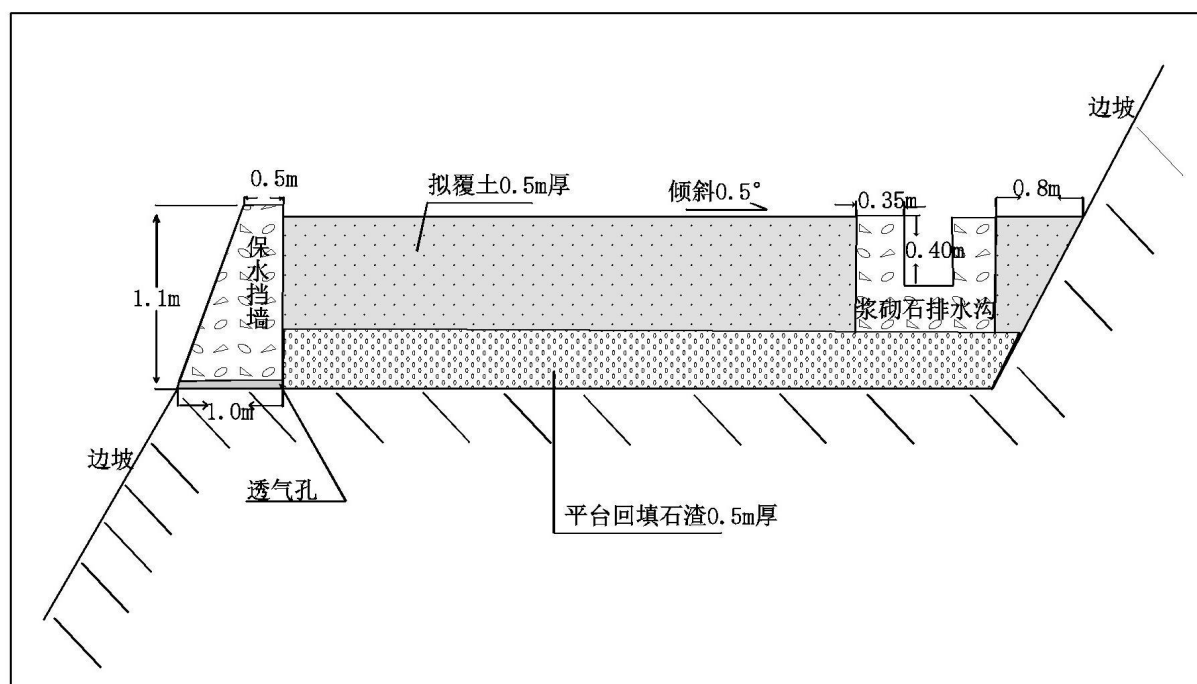 边坡
0.5m
拟覆土0.5m厚
倾斜0.5°
0.35m
0.8m
保水挡墙
0.40m
1.1m
浆砌石排水沟
1.0m
边坡
透气孔
平台回填石渣0.5m厚